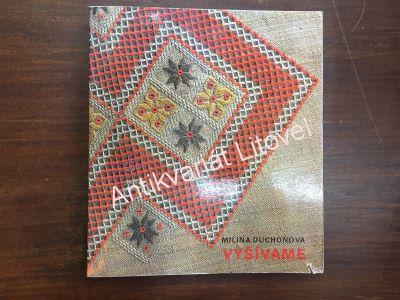 Antikvariát Litovel
MILINA DUCHOŇOVÁ
VYŠÍVAME